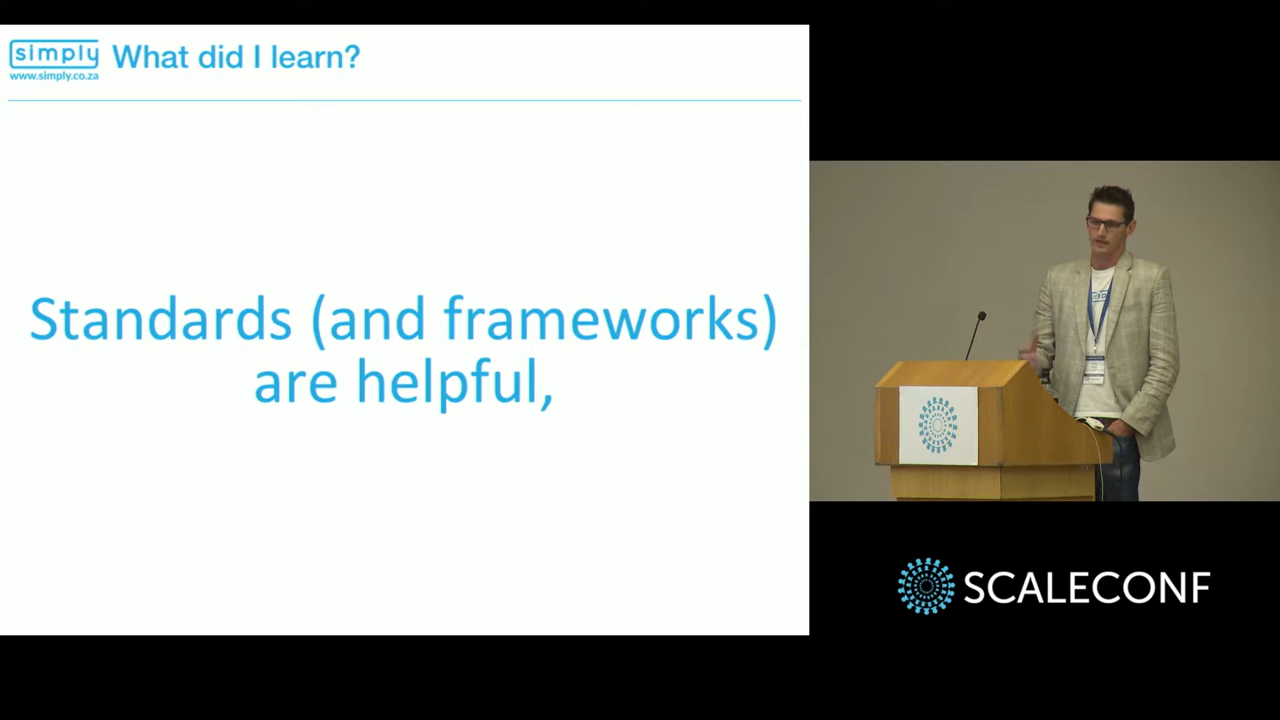 simply
www.simply.co.za
What did I learn?
Standards (and frameworks)
are helpful,
SCALECONF